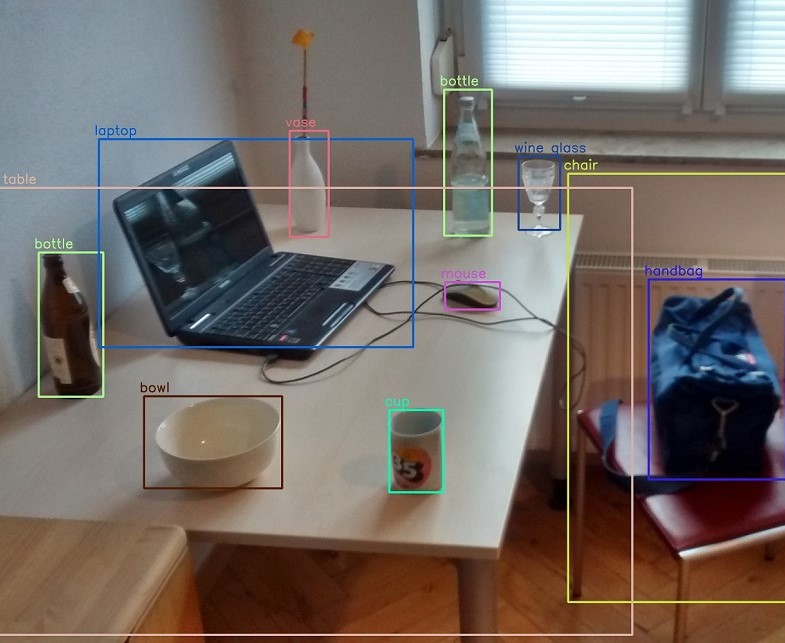 bottle
laptop
vase
wine glass
chair
table
bottle
mouse
handbag
bowl
cup
35